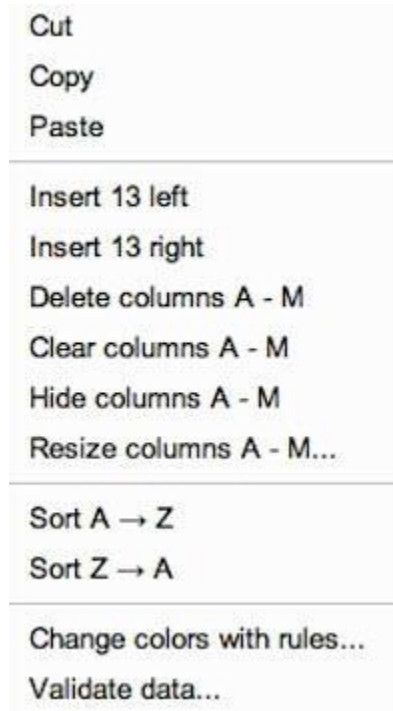 Cut
Copy
Paste
Insert 13 left
Insert 13 right
Delete columns A - M
Clear columns A - M
Hide columns A - M
Resize columns A - M...
Sort A → Z
Sort Z → A
Change colors with rules...
Validate data...